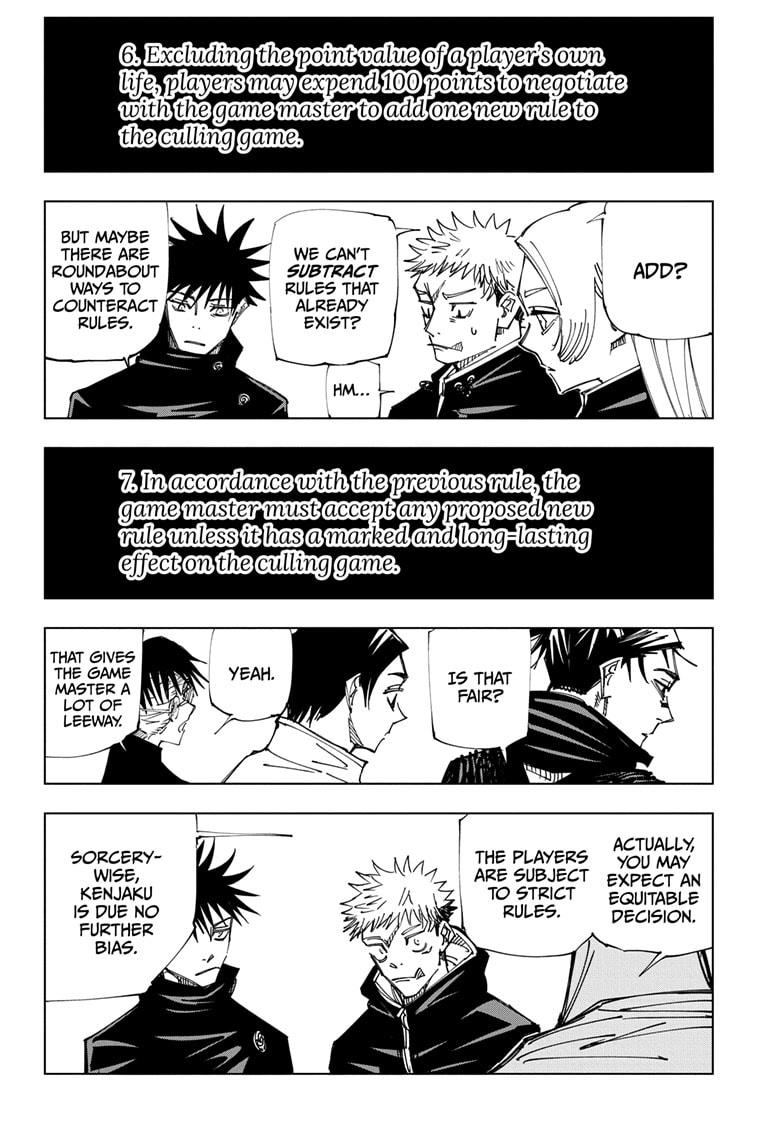 6. Excluding the point value of a player's own
life, players may expend 100 points to negotiate
with the game master to add one new rule to
the culling game.
ADD?
WE CAN'T
SUBTRACT
RULES THAT
ALREADY
EXIST?
HM...
BUT MAYBE
THERE ARE
ROUNDABOUT
WAYS TO
COUNTERACT
RULES.
7. In accordance with the previous rule, the
game master must accept any proposed new
rule unless it has a marked and long-lasting
effect on the culling game.
IS THAT
FAIR?
YEAH.
THAT GIVES
THE GAME
MASTER A
LOT OF
LEEWAY.
ACTUALLY,
YOU MAY
EXPECT AN
EQUITABLE
DECISION.
THE PLAYERS
ARE SUBJECT
TO STRICT
RULES.
SORCERY-
WISE,
KENJAKU
IS DUE NO
FURTHER
BIAS.